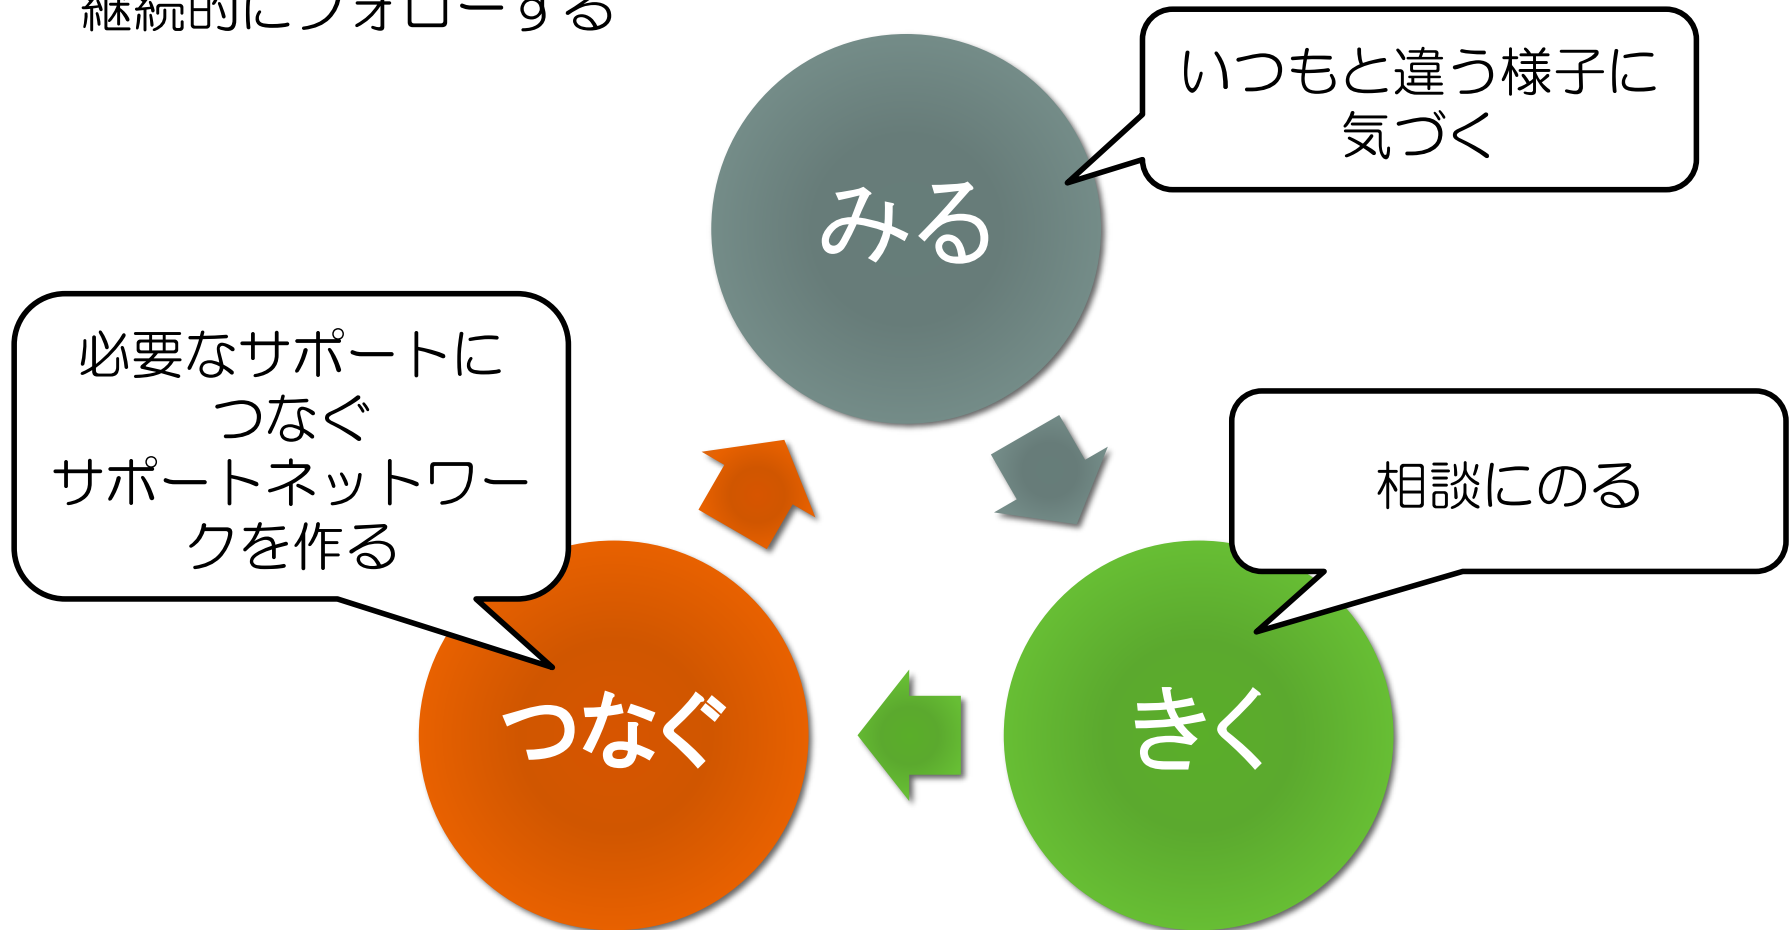 継続的にフォローする
いつもと違う様子に
気づく
みる
必要なサポートに
つなぐ
サポートネットワー
クを作る
相談にのる
つなぐ
きく